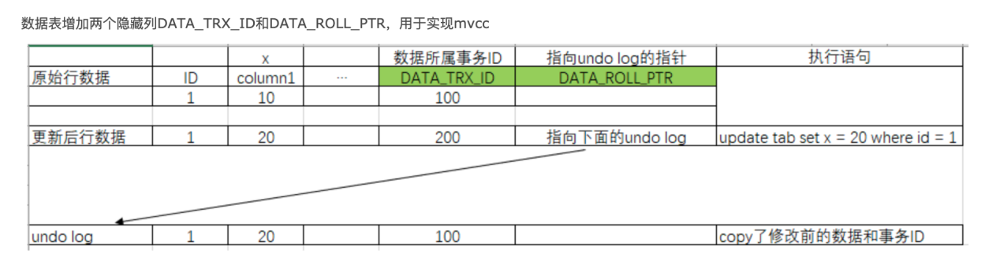 数据表增加两个隐藏列DATA_TRX_ID和DATA_ROLL_PTR，用于实现mvcc
x 数据所属事务ID 指向undo log的指针 执行语句
原始行数据 ID column1 ... DATA_TRX_ID DATA_ROLL_PTR
1 10 100
更新后行数据 1 20 200 指向下面的undo log update tab set x = 20 where id = 1
undo log 1 20 100 copy了修改前的数据和事务ID